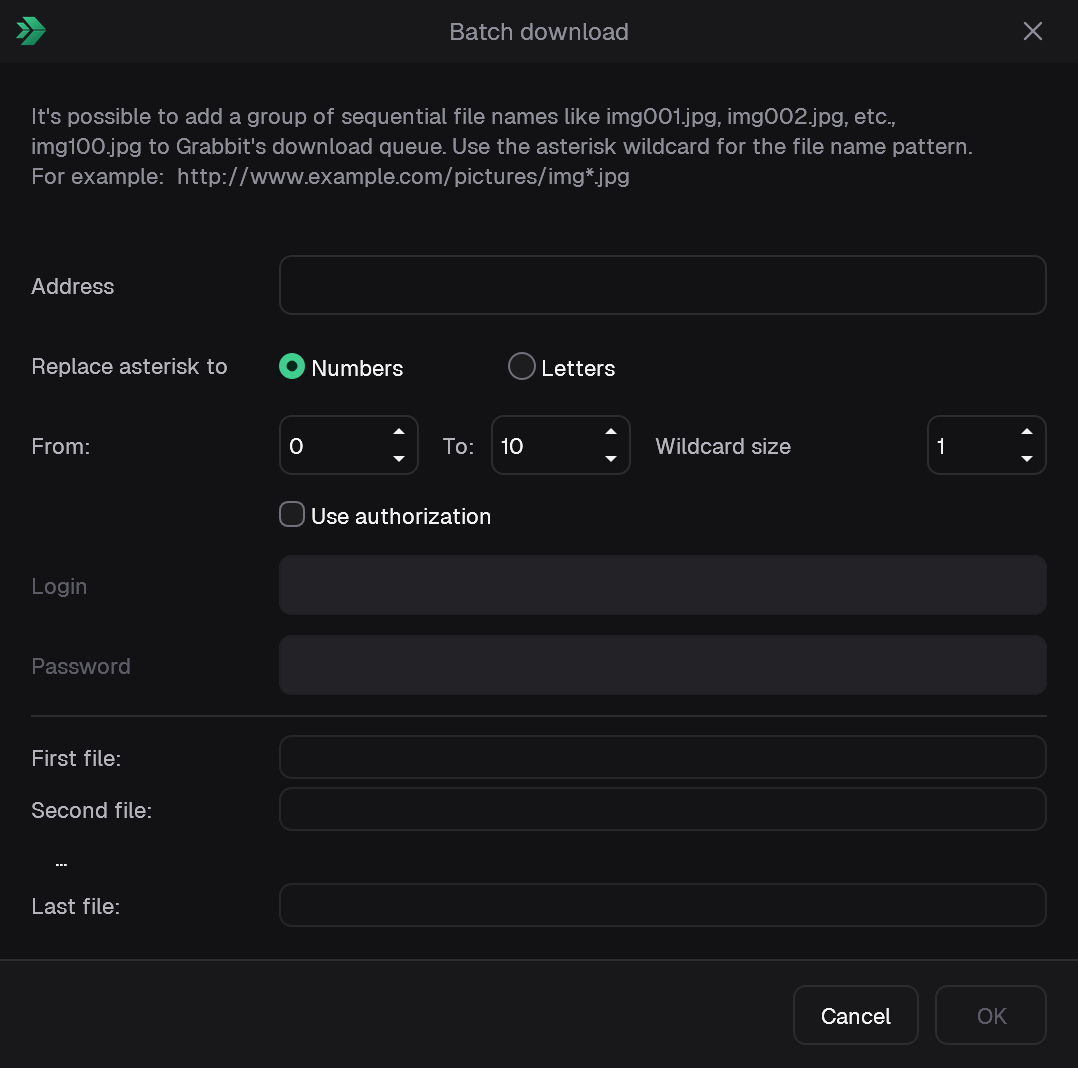 Batch download
It's possible to add a group of sequential file names like img001.jpg, img002.jpg, etc.,
img100.jpg to Grabbit's download queue. Use the asterisk wildcard for the file name pattern.
For example:  http://www.example.com/pictures/img*.jpg
Address
Replace asterisk to Numbers Letters
From: 0 To: 10 Wildcard size 1
Use authorization
Login
Password
First file:
Second file:
...
Last file:
Cancel OK